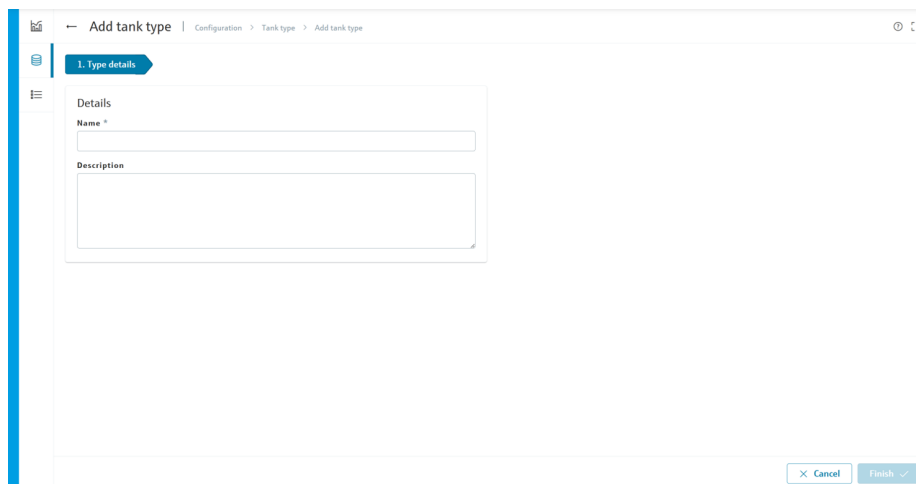 ← Add tank type | Configuration > Tank type > Add tank type
1. Type details
Details
Name *
Description
× Cancel
Finish ✓